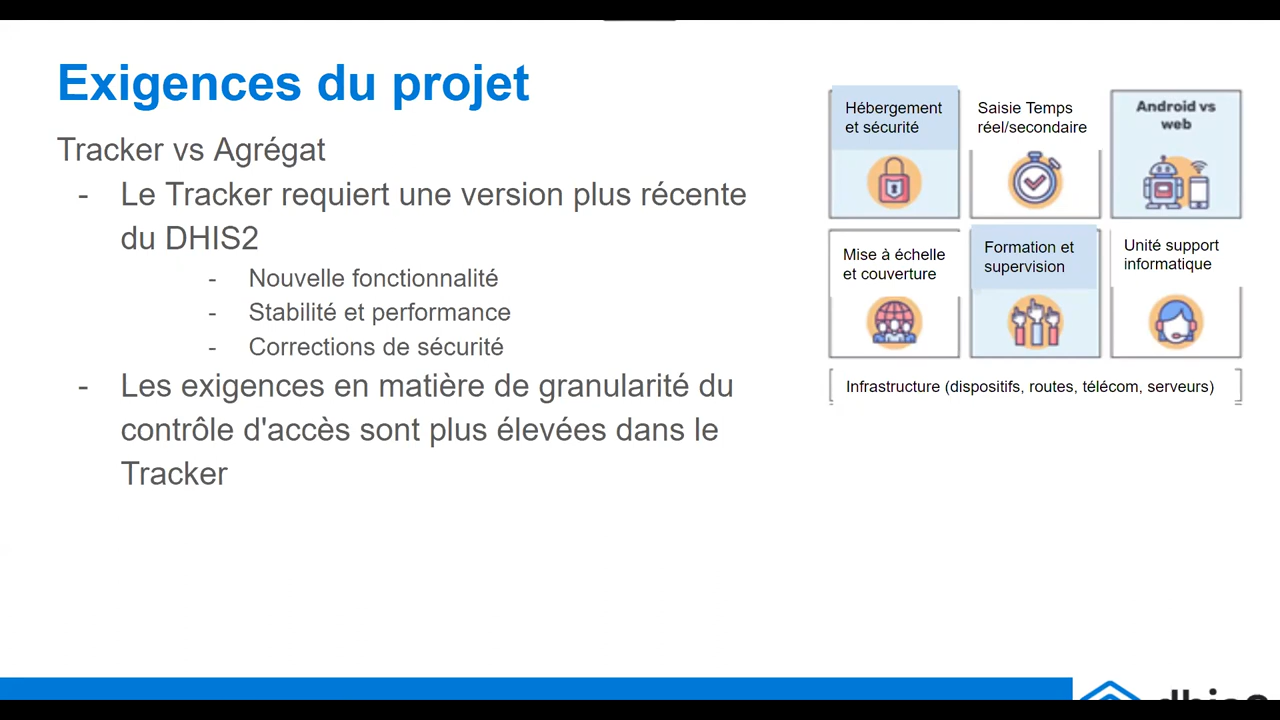 Exigences du projet
Tracker vs Agrégat
- Le Tracker requiert une version plus récente
du DHIS2
- Nouvelle fonctionnalité
- Stabilité et performance
- Corrections de sécurité
- Les exigences en matière de granularité du
contrôle d'accès sont plus élevées dans le
Tracker
Hébergement
et sécurité
Saisie Temps
réel/secondaire
Android vs
web
Mise à échelle
et couverture
Formation et
supervision
Unité support
informatique
Infrastructure (dispositifs, routes, télécom, serveurs)